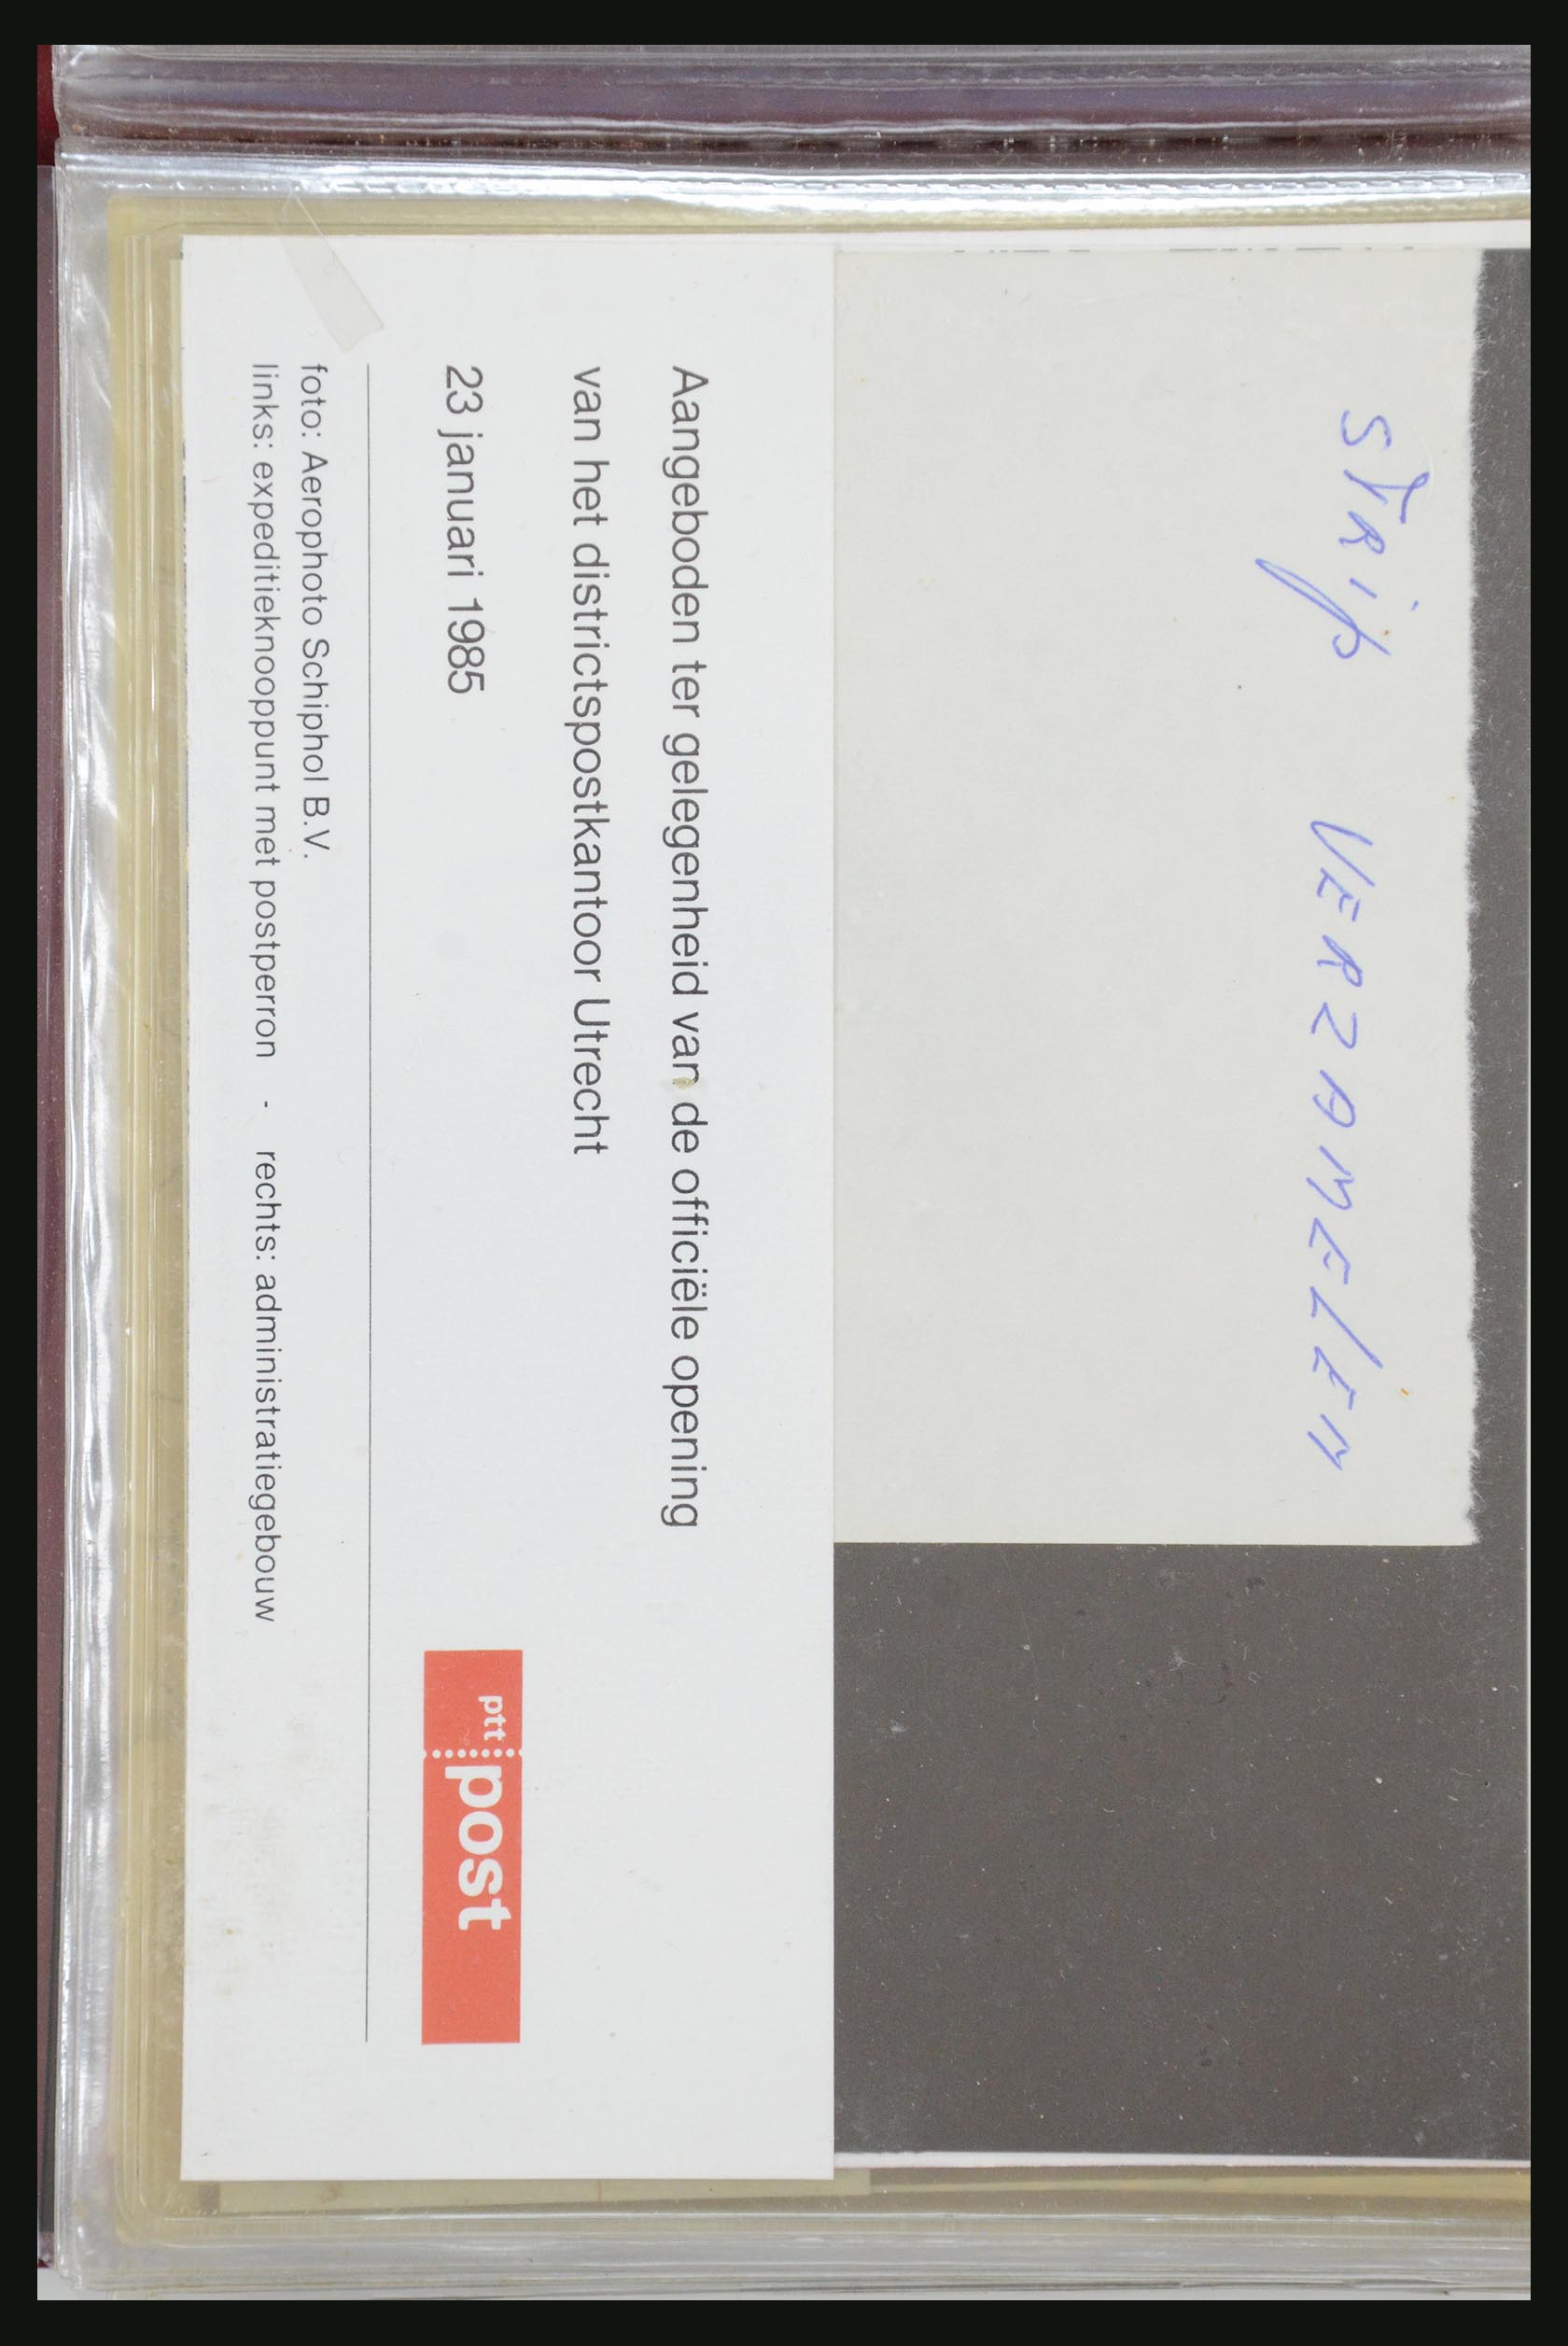 STRip VERZAMELEN
Aangeboden ter gelegenheid van de officiële opening
van het districtspostkantoor Utrecht
23 januari 1985
ptt post
foto: Aerophoto Schiphol B.V.
links: expeditieknooppunt met postperron - rechts: administratiegebouw